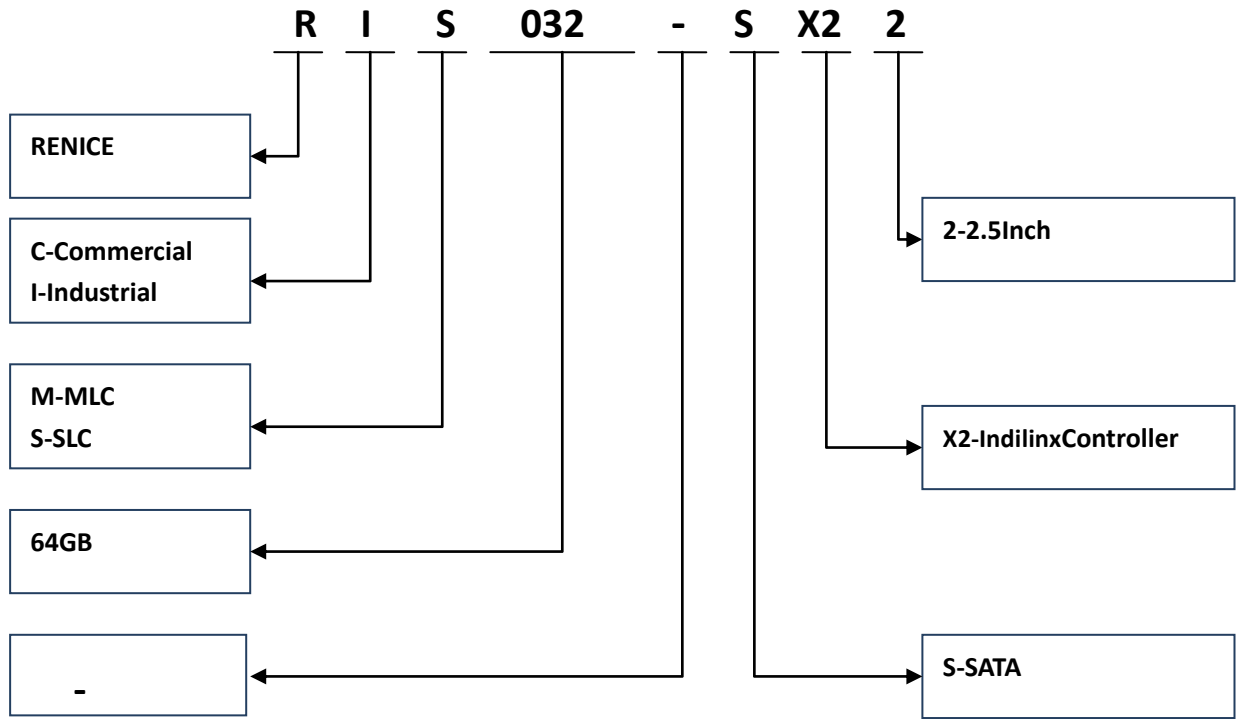 R I S 032 - S X2 2
RENICE
C-Commercial
I-Industrial
M-MLC
S-SLC
64GB
-
2-2.5Inch
X2-IndilinxController
S-SATA